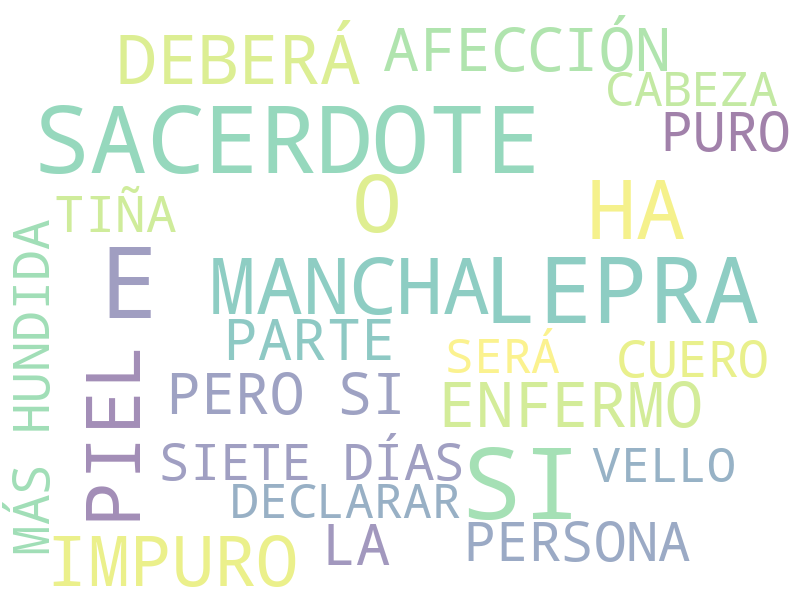 DEBERÁ
AFECCIÓN
CABEZA
SACERDOTE
PURO
TIÑA
O
HA
MÁS HUNDIDA
E
MANCHA
LEPRA
PARTE
SERÁ
CUERO
PIEL
PERO SI
ENFERMO
SIETE DÍAS
SI
VELLO
DECLARAR
IMPURO
LA
PERSONA